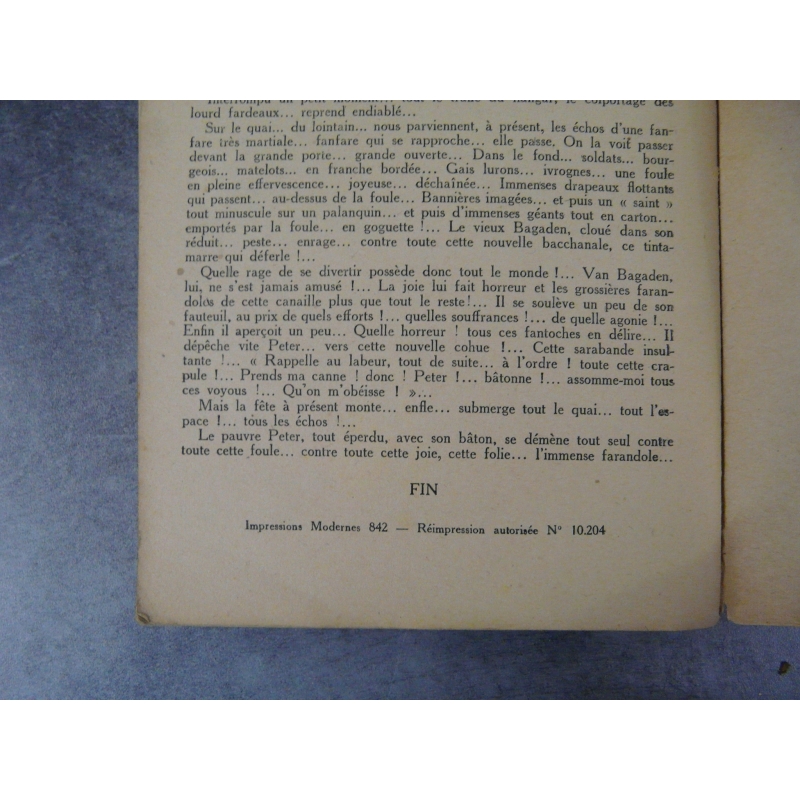 Interrompu un petit moment... tout le trafic du hangar, le colportage des
lourd fardeaux... reprend endiablé...
Sur le quai... du lointain... nous parviennent, à présent, les échos d'une fan-
fare très martiale... fanfare qui se rapproche... elle passe. On la voit passer
devant la grande porte... grande ouverte... Dans le fond... soldats... bour-
geois... matelots... en franche bordée... Gais lurons... ivrognes... une foule
en pleine effervescence... joyeuse... déchaînée... Immenses drapeaux flottants
qui passent... au-dessus de la foule... Bannières imagées... et puis un « saint »
tout minuscule sur un palanquin... et puis d'immenses géants tout en carton...
emportés par la foule... en goguette !... Le vieux Bagaden, cloué dans son
réduit... peste... enrage... contre toute cette nouvelle bacchanale, ce tinta-
marre qui déferle !...
Quelle rage de se divertir possède donc tout le monde !... Van Bagaden,
lui, ne s'est jamais amusé !... La joie lui fait horreur et les grossières faran-
doles de cette canaille plus que tout le reste!... Il se soulève un peu de son
fauteuil, au prix de quels efforts !... quelles souffrances !... de quelle agonie !...
Enfin il aperçoit un peu... Quelle horreur ! tous ces fantoches en délire... Il
dépêche vite Peter... vers cette nouvelle cohue !... Cette sarabande insul-
tante !... « Rappelle au labeur, tout de suite... à l'ordre ! toute cette cra-
pule !... Prends ma canne ! donc ! Peter !... bâtonne !... assomme-moi tous
ces voyous !... Qu'on m'obéisse ! »...
Mais la fête à présent monte... enfle... submerge tout le quai... tout l'es-
pace !... tous les échos !...
Le pauvre Peter, tout éperdu, avec son bâton, se démène tout seul contre
toute cette foule... contre toute cette joie, cette folie... l'immense farandole...
FIN
Impressions Modernes 842 — Réimpression autorisée N° 10.204